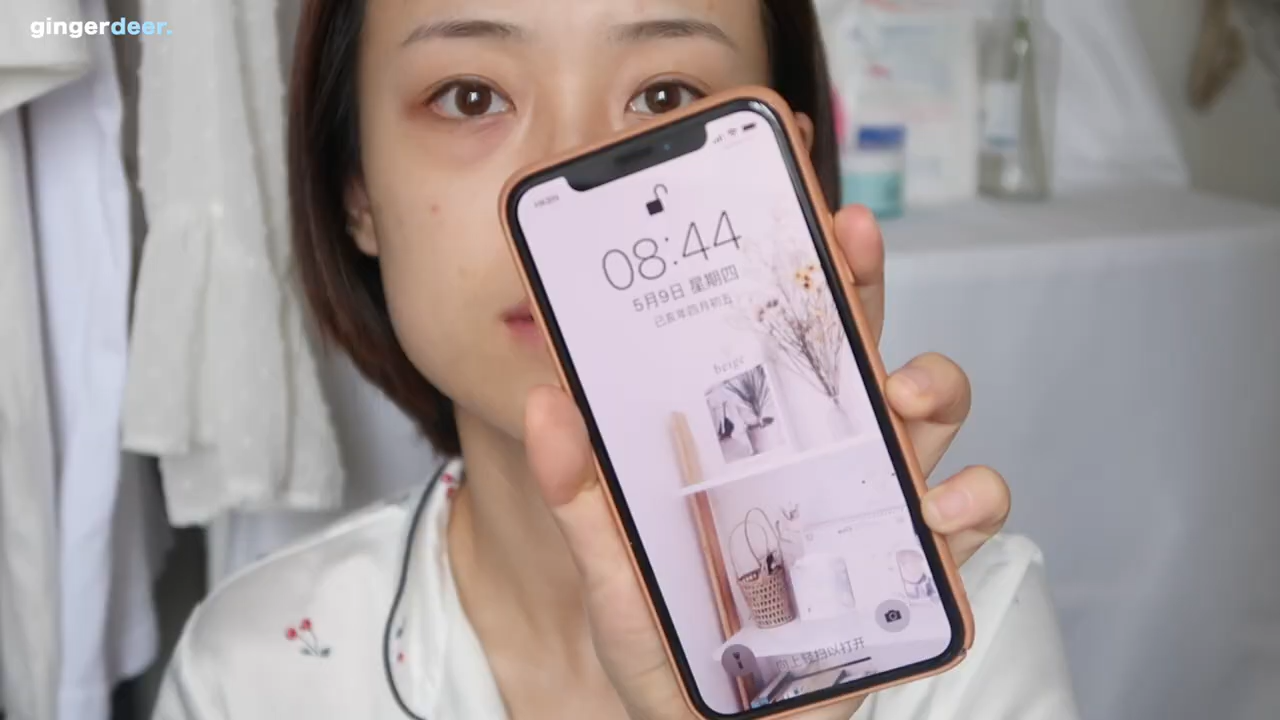 gingerdeer.
08:44
5月9日 星期四
己亥年四月初五
beige
向上轻扫以打开